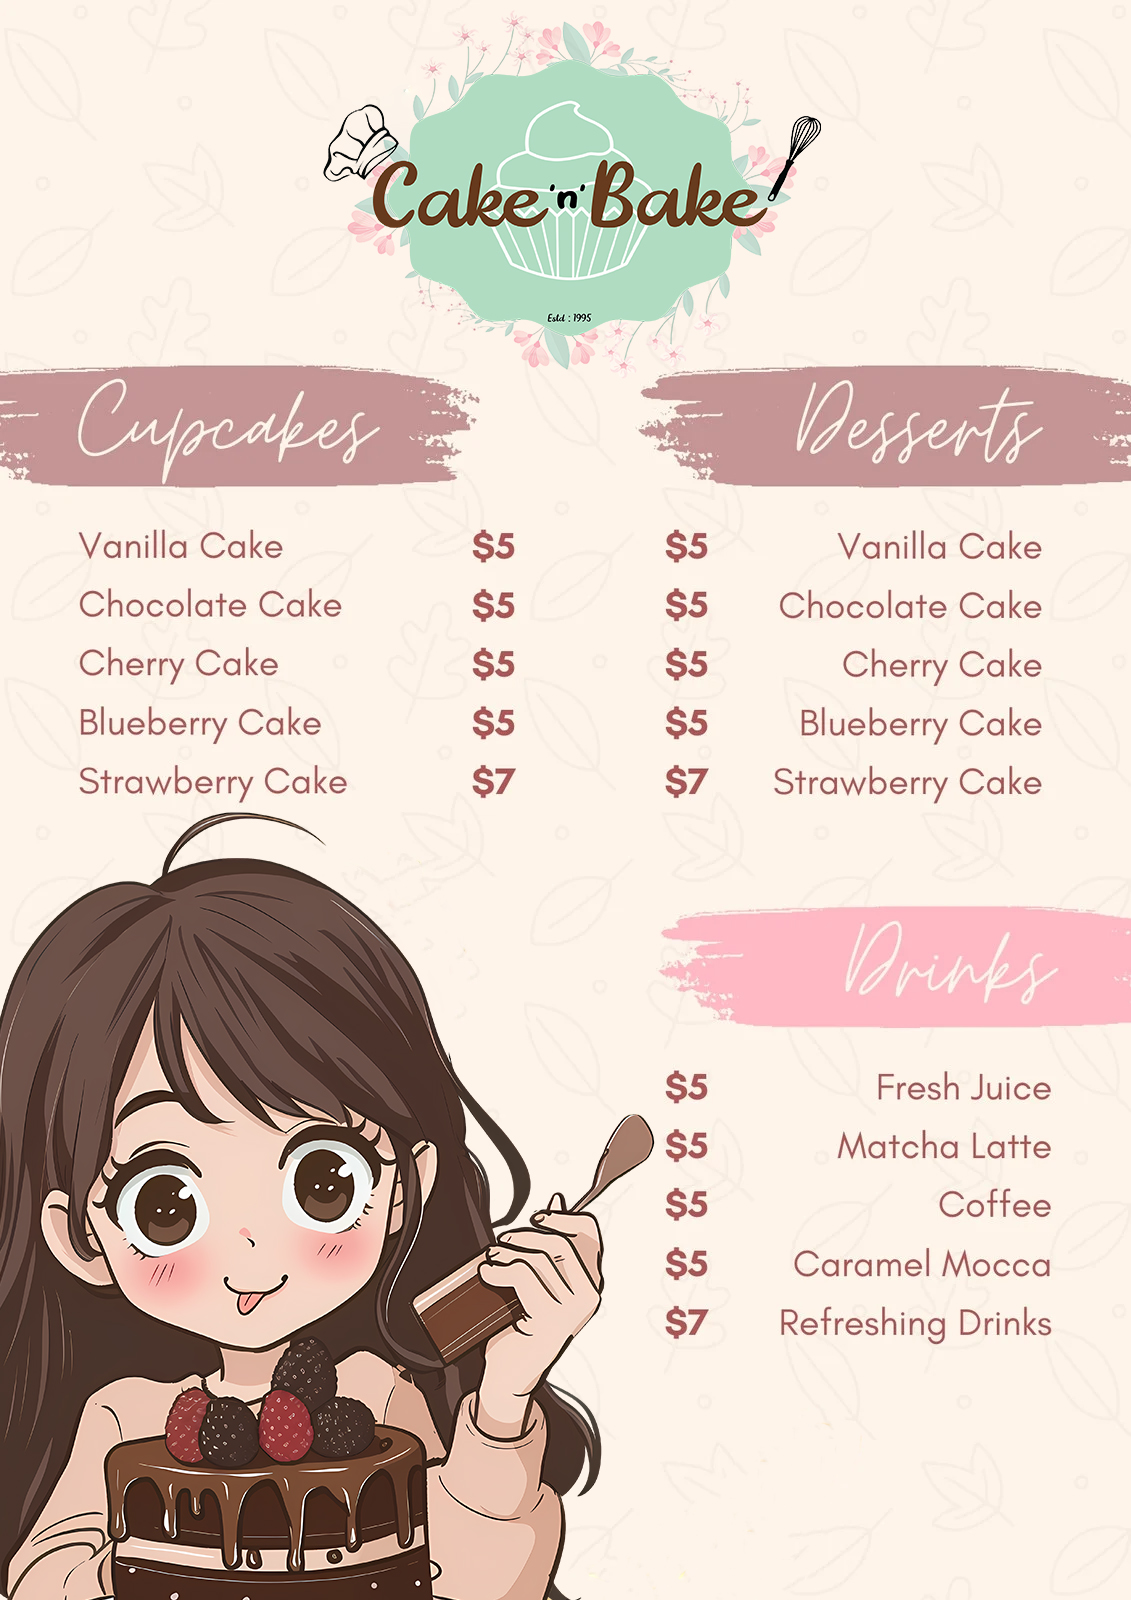 Cake 'n' Bake
Estd : 1995
Cupcakes
Vanilla Cake $5
Chocolate Cake $5
Cherry Cake $5
Blueberry Cake $5
Strawberry Cake $7
Desserts
$5 Vanilla Cake
$5 Chocolate Cake
$5 Cherry Cake
$5 Blueberry Cake
$7 Strawberry Cake
Drinks
$5 Fresh Juice
$5 Matcha Latte
$5 Coffee
$5 Caramel Mocca
$7 Refreshing Drinks